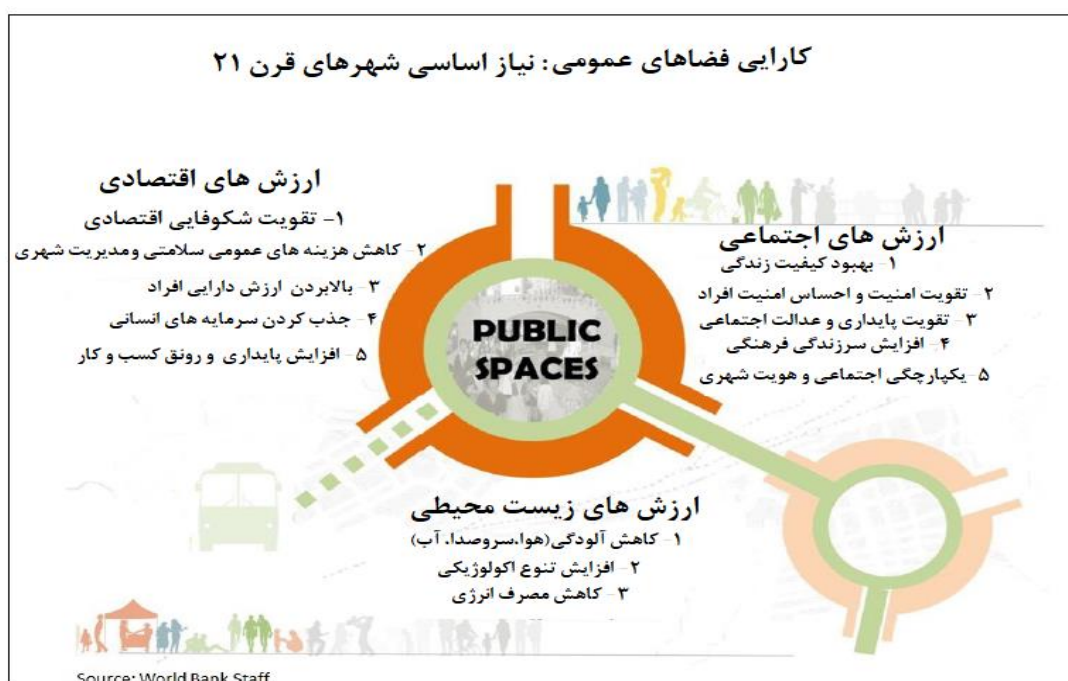 کارایی فضاهای عمومی: نیاز اساسی شهرهای قرن ۲۱
ارزش های اقتصادی
۱- تقویت شکوفایی اقتصادی
۲- کاهش هزینه های عمومی سلامتی ومدیریت شهری
۳- بالابردن ارزش دارایی افراد
۴- جذب کردن سرمایه های انسانی
۵- افزایش پایداری و رونق کسب و کار
ارزش های اجتماعی
۱- بهبود کیفیت زندگی
۲- تقویت امنیت و احساس امنیت افراد
۳- تقویت پایداری و عدالت اجتماعی
۴- افزایش سرزندگی فرهنگی
۵- یکپارچگی اجتماعی و هویت شهری
PUBLIC
SPACES
ارزش های زیست محیطی
۱- کاهش آلودگی(هوا،سروصدا، آب)
۲- افزایش تنوع اکولوژیکی
۳- کاهش مصرف انرژی
Source: World Bank Staff